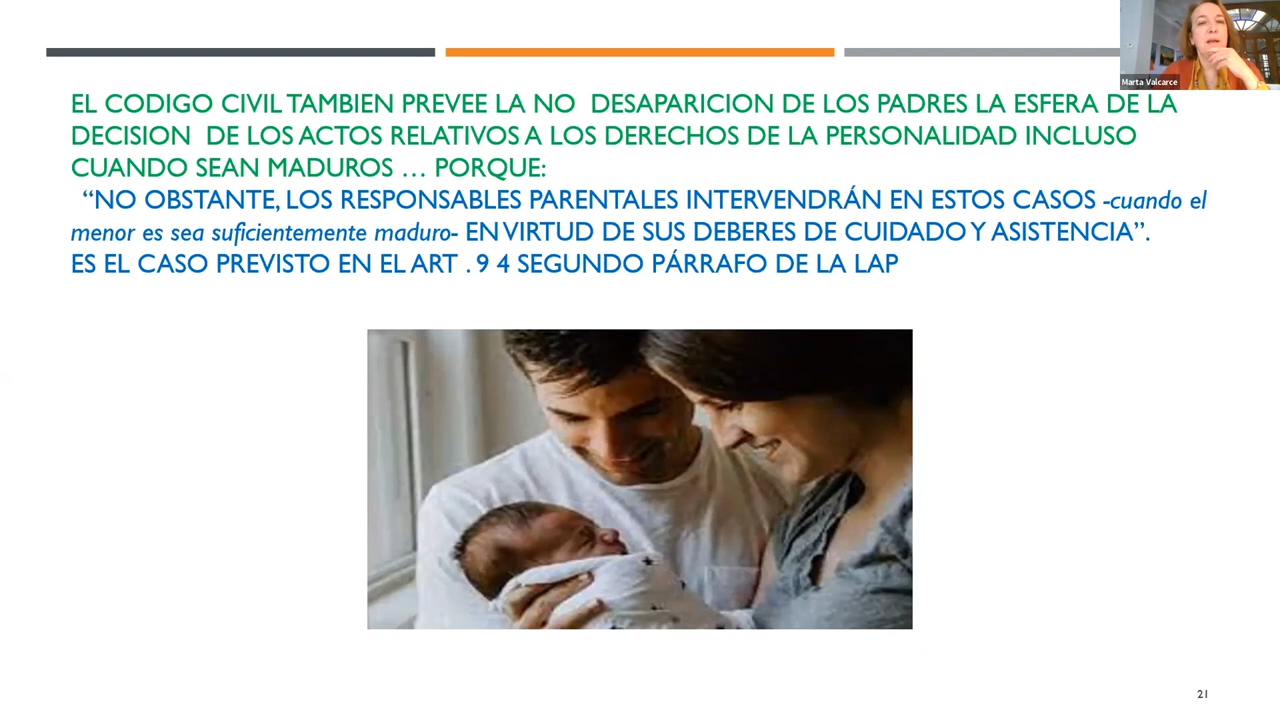 Marta Valcarce
EL CODIGO CIVIL TAMBIEN PREVEE LA NO DESAPARICION DE LOS PADRES LA ESFERA DE LA
DECISION DE LOS ACTOS RELATIVOS A LOS DERECHOS DE LA PERSONALIDAD INCLUSO
CUANDO SEAN MADUROS … PORQUE:
“NO OBSTANTE, LOS RESPONSABLES PARENTALES INTERVENDRÁN EN ESTOS CASOS -cuando el
menor es sea suficientemente maduro- EN VIRTUD DE SUS DEBERES DE CUIDADO Y ASISTENCIA”.
ES EL CASO PREVISTO EN EL ART . 9 4 SEGUNDO PÁRRAFO DE LA LAP
21